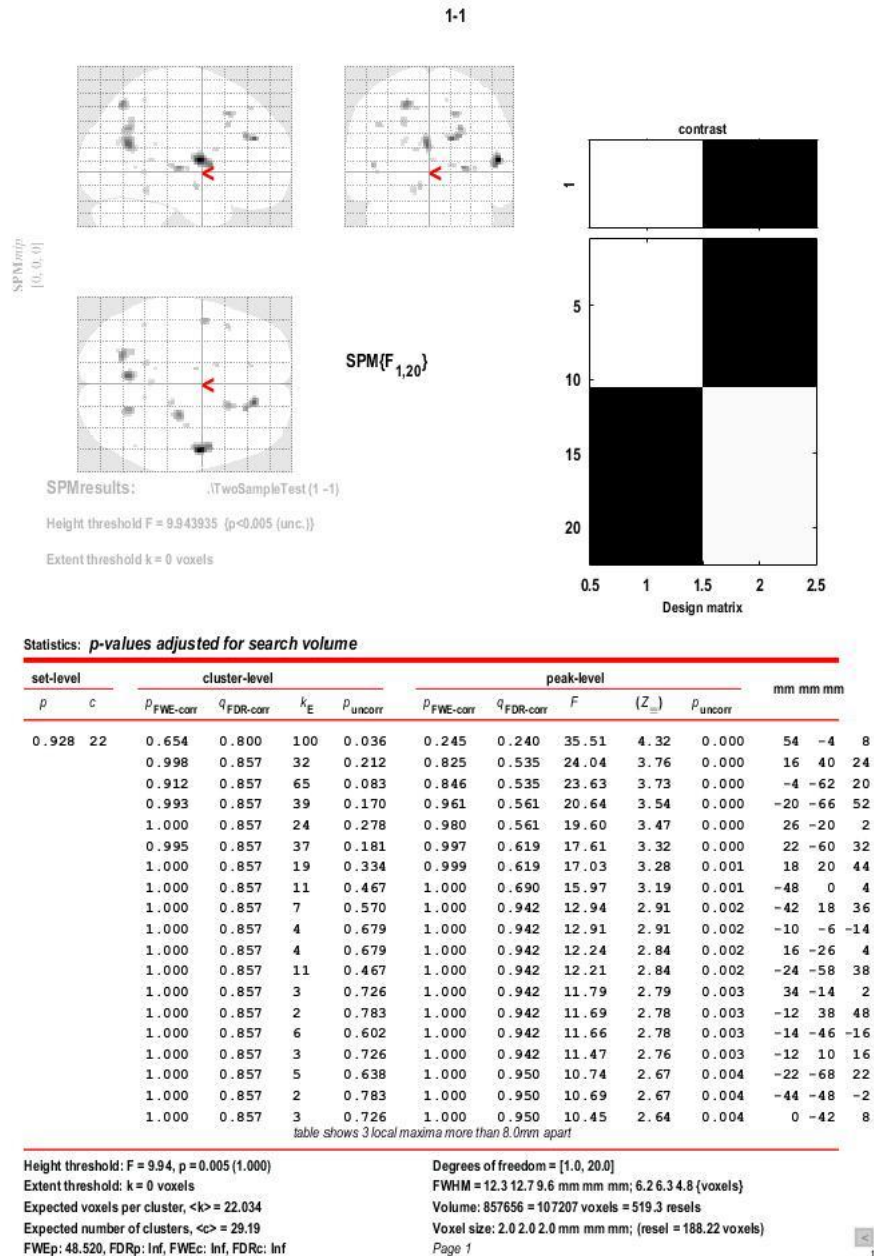 1-1
contrast
1
SPMmip
[0, 0, 0]
<
<
<
SPM{F1,20}
SPMresults: .\TwoSampleTest (1 -1)
Height threshold F = 9.943935 {p<0.005 (unc.)}
Extent threshold k = 0 voxels
5
10
15
20
0.5 1 1.5 2 2.5
Design matrix
Statistics: p-values adjusted for search volume
set-level cluster-level peak-level mm mm mm
p c pFWE-corr qFDR-corr kE puncorr pFWE-corr qFDR-corr F (Z≡) puncorr
0.928 22 0.654 0.800 100 0.036 0.245 0.240 35.51 4.32 0.000 54 -4 8
0.998 0.857 32 0.212 0.825 0.535 24.04 3.76 0.000 16 40 24
0.912 0.857 65 0.083 0.846 0.535 23.63 3.73 0.000 -4 -62 20
0.993 0.857 39 0.170 0.961 0.561 20.64 3.54 0.000 -20 -66 52
1.000 0.857 24 0.278 0.980 0.561 19.60 3.47 0.000 26 -20 2
0.995 0.857 37 0.181 0.997 0.619 17.61 3.32 0.000 22 -60 32
1.000 0.857 19 0.334 0.999 0.619 17.03 3.28 0.001 18 20 44
1.000 0.857 11 0.467 1.000 0.690 15.97 3.19 0.001 -48 0 4
1.000 0.857 7 0.570 1.000 0.942 12.94 2.91 0.002 -42 18 36
1.000 0.857 4 0.679 1.000 0.942 12.91 2.91 0.002 -10 -6 -14
1.000 0.857 4 0.679 1.000 0.942 12.24 2.84 0.002 16 -26 4
1.000 0.857 11 0.467 1.000 0.942 12.21 2.84 0.002 -24 -58 38
1.000 0.857 3 0.726 1.000 0.942 11.79 2.79 0.003 34 -14 2
1.000 0.857 2 0.783 1.000 0.942 11.69 2.78 0.003 -12 38 48
1.000 0.857 6 0.602 1.000 0.942 11.66 2.78 0.003 -14 -46 -16
1.000 0.857 3 0.726 1.000 0.942 11.47 2.76 0.003 -12 10 16
1.000 0.857 5 0.638 1.000 0.950 10.74 2.67 0.004 -22 -68 22
1.000 0.857 2 0.783 1.000 0.950 10.69 2.67 0.004 -44 -48 -2
1.000 0.857 3 0.726 1.000 0.950 10.45 2.64 0.004 0 -42 8
table shows 3 local maxima more than 8.0mm apart
Height threshold: F = 9.94, p = 0.005 (1.000)
Extent threshold: k = 0 voxels
Expected voxels per cluster, <k> = 22.034
Expected number of clusters, <c> = 29.19
FWEp: 48.520, FDRp: Inf, FWEc: Inf, FDRc: Inf
Degrees of freedom = [1.0, 20.0]
FWHM = 12.3 12.7 9.6 mm mm mm; 6.2 6.3 4.8 {voxels}
Volume: 857656 = 107207 voxels = 519.3 resels
Voxel size: 2.0 2.0 2.0 mm mm mm; (resel = 188.22 voxels)
Page 1
<
1